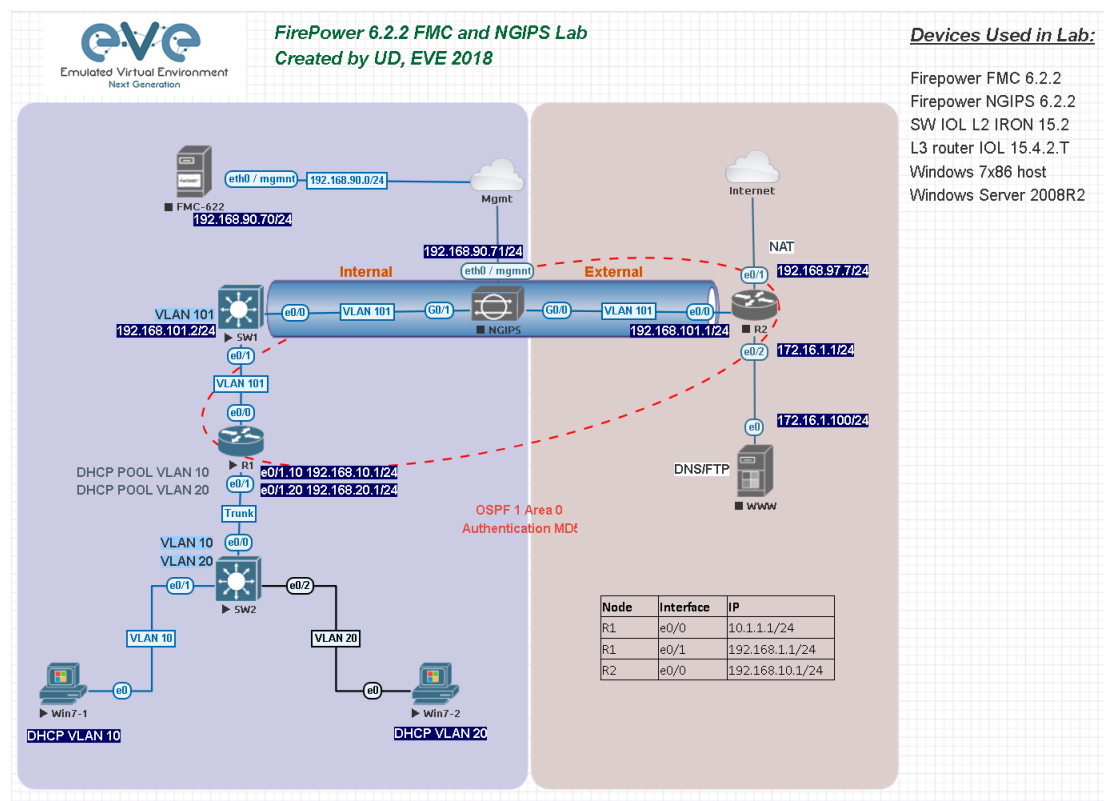 eve
Emulated Virtual Environment
Next Generation
FirePower 6.2.2 FMC and NGIPS Lab
Created by UD, EVE 2018
Devices Used in Lab:
Firepower FMC 6.2.2
Firepower NGIPS 6.2.2
SW IOL L2 IRON 15.2
L3 router IOL 15.4.2.T
Windows 7x86 host
Windows Server 2008R2
eth0 / mgmnt
192.168.90.0/24
Mgmt
FMC-622
192.168.90.70/24
192.168.90.71/24
eth0 / mgmnt
Internet
NAT
e0/1
192.168.97.7/24
Internal
External
VLAN 101
192.168.101.2/24
SW1
e0/0
VLAN 101
G0/1
NGIPS
G0/0
VLAN 101
e0/0
192.168.101.1/24
R2
e0/2
172.16.1.1/24
e0/1
VLAN 101
e0/0
R1
DHCP POOL VLAN 10
DHCP POOL VLAN 20
e0/1.10 192.168.10.1/24
e0/1.20 192.168.20.1/24
e0/1
Trunk
e0
172.16.1.100/24
DNS/FTP
WWW
OSPF 1 Area 0
Authentication MD5
VLAN 10
VLAN 20
e0/0
e0/1
e0/2
SW2
VLAN 10
VLAN 20
e0
e0
Win7-1
DHCP VLAN 10
Win7-2
DHCP VLAN 20
Node Interface IP
R1 e0/0 10.1.1.1/24
R1 e0/1 192.168.1.1/24
R2 e0/0 192.168.10.1/24